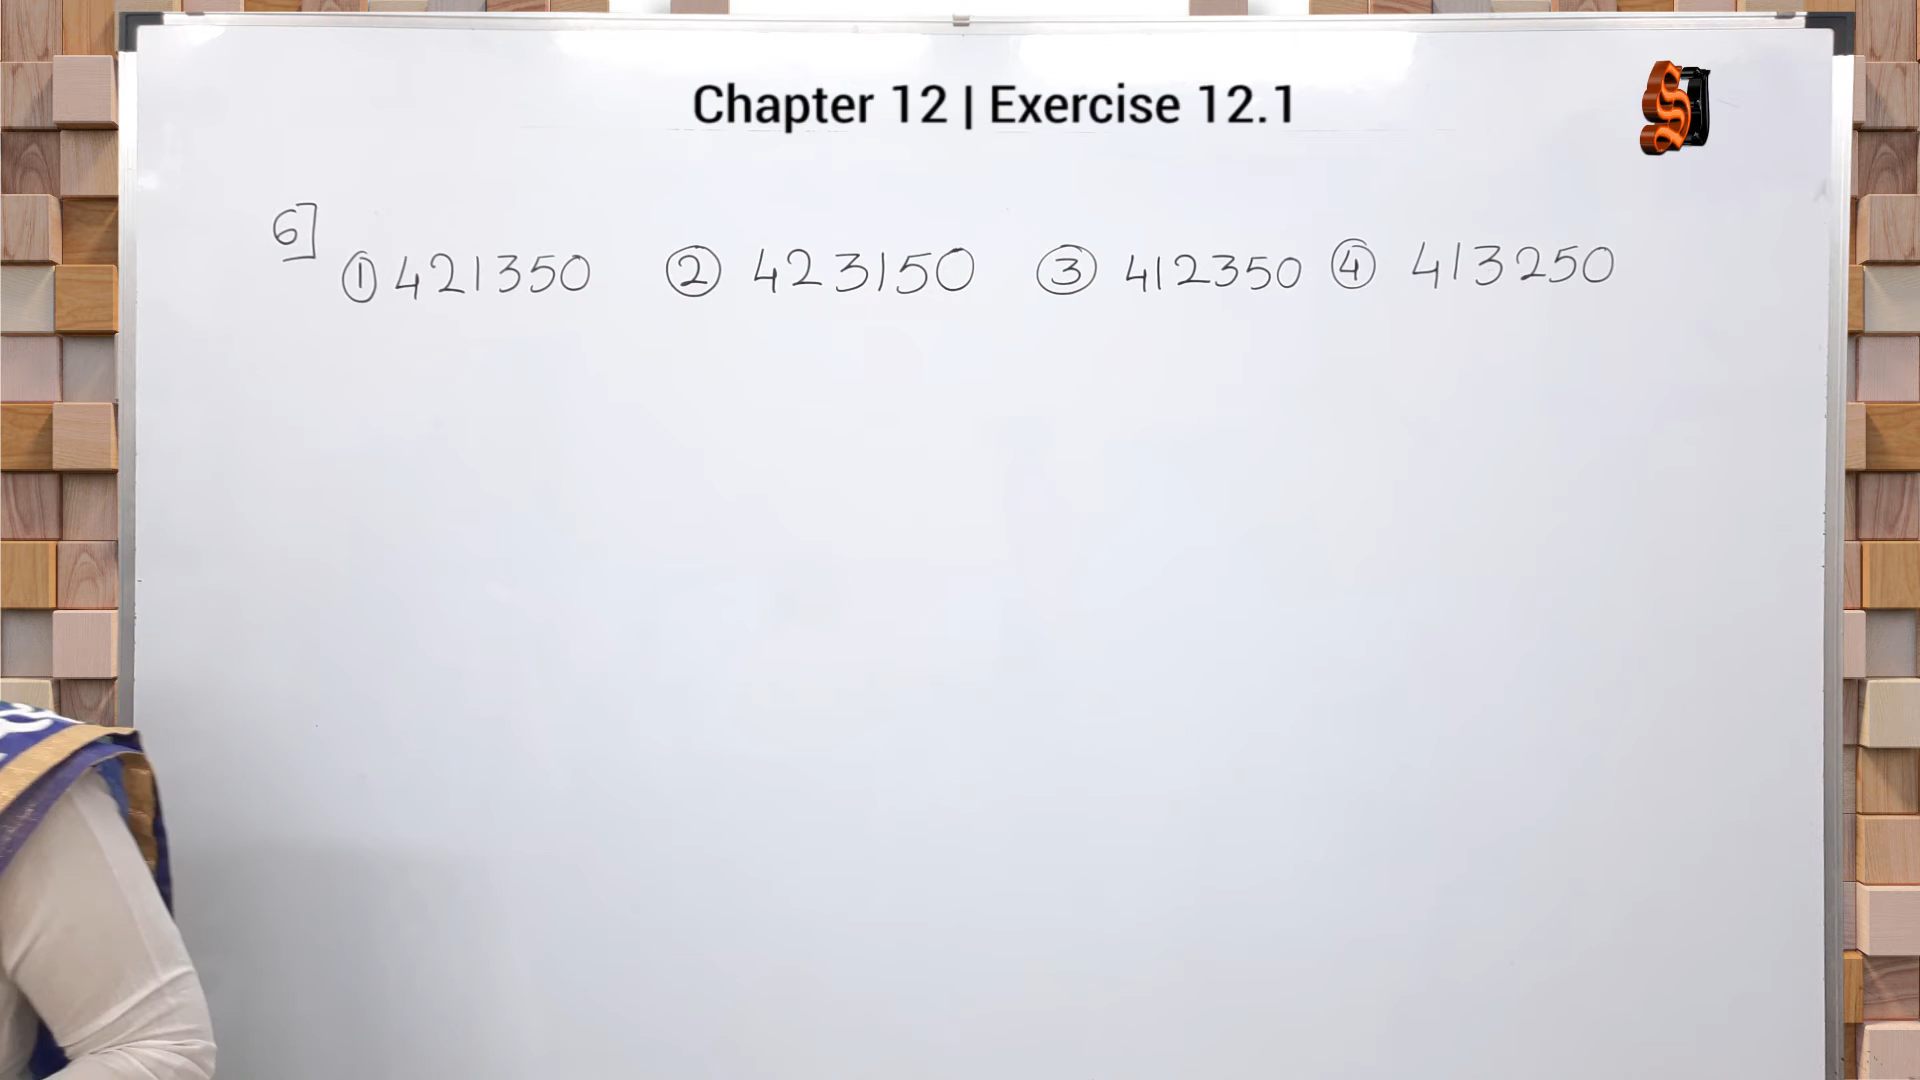 Chapter 12 | Exercise 12.1
6]
① 421350 ② 423150 ③ 412350 ④ 413250